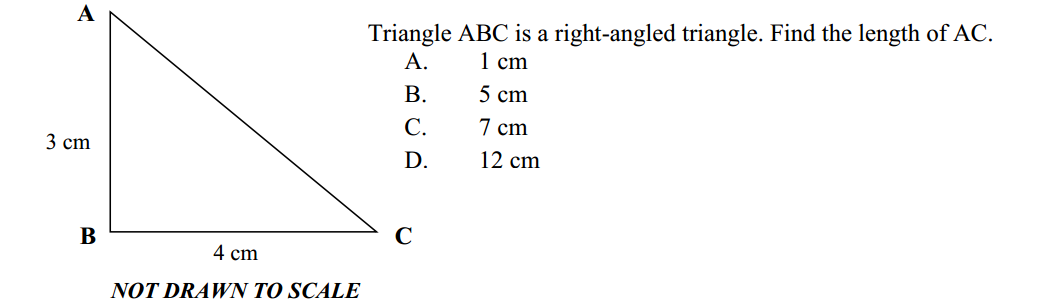 A
Triangle ABC is a right-angled triangle. Find the length of AC.
A. 1 cm
B. 5 cm
C. 7 cm
D. 12 cm
3 cm
B
C
4 cm
NOT DRAWN TO SCALE